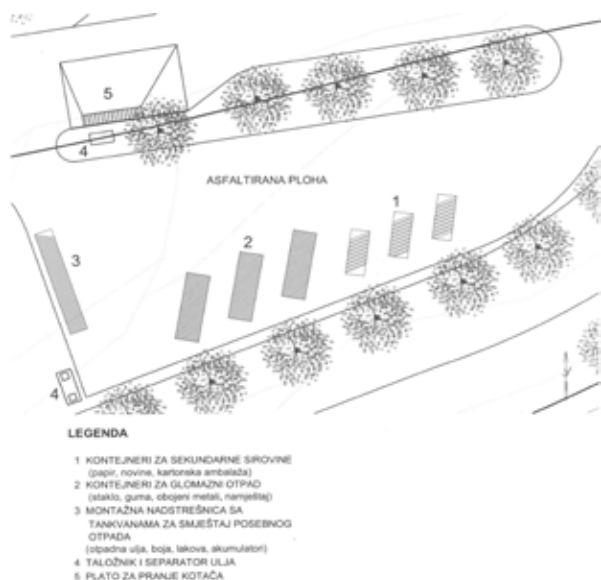 5
4
ASFALTIRANA PLOHA
1
2
3
4
LEGENDA
1 KONTEJNERI ZA SEKUNDARNE SIROVINE
(papir, novine, kartonska ambalaža)
2 KONTEJNERI ZA GLOMAZNI OTPAD
(staklo, guma, obojeni metali, namještaj)
3 MONTAŽNA NADSTREŠNICA SA
TANKVANAMA ZA SMJEŠTAJ POSEBNOG
OTPADA
(otpadna ulja, boja, lakova, akumulatori)
4 TALOŽNIK I SEPARATOR ULJA
5 PLATO ZA PRANJE KOTAČA